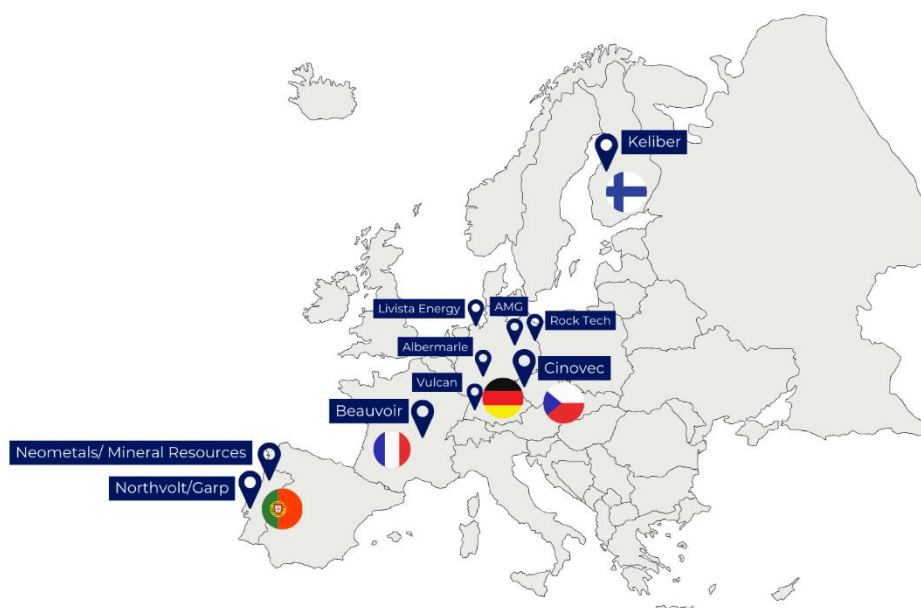 Keliber
Livista Energy
AMG
Rock Tech
Albermarle
Cinovec
Vulcan
Beauvoir
Neometals/ Mineral Resources
Northvolt/Garp